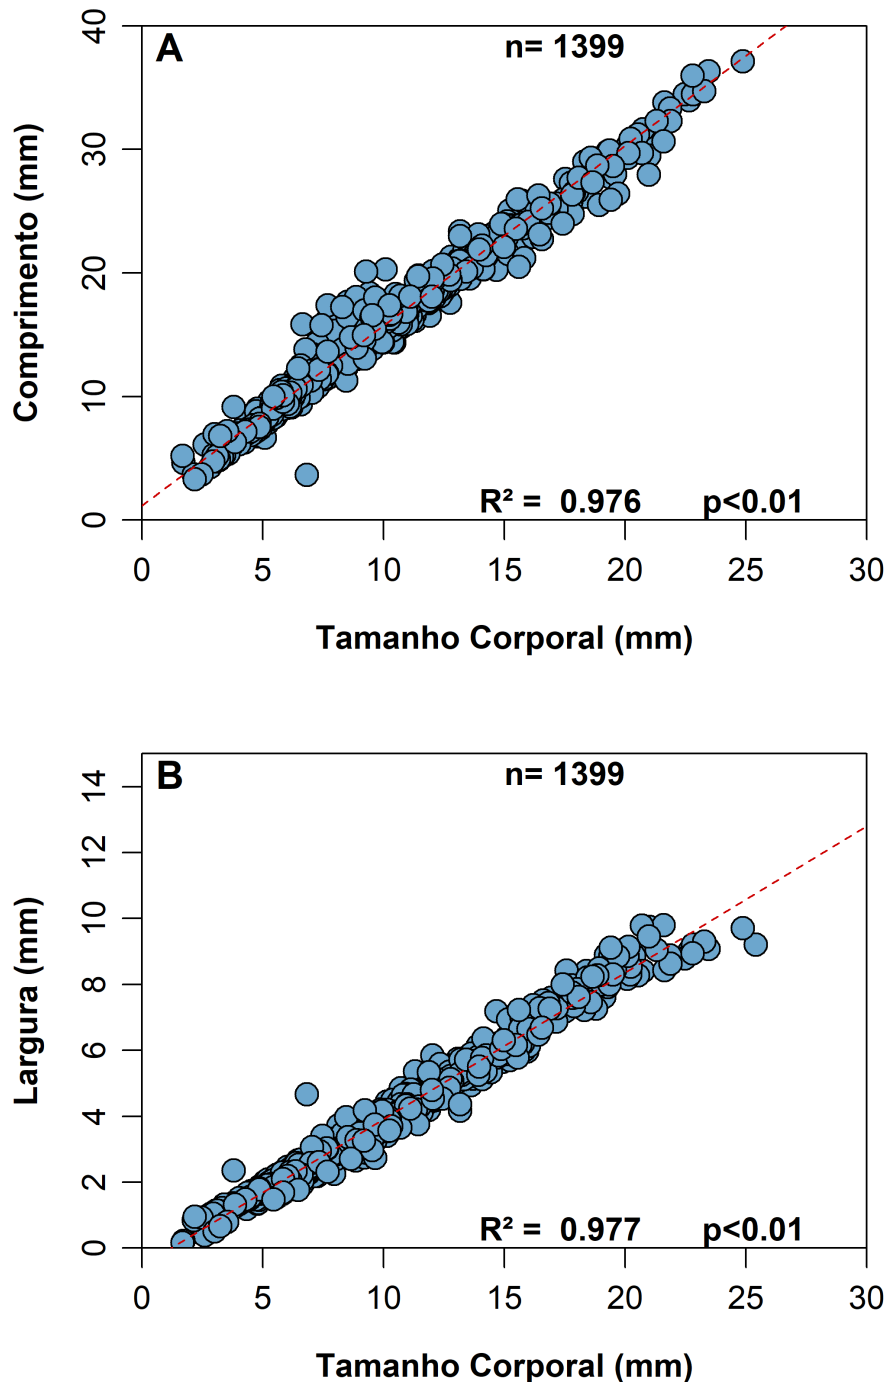 A
n= 1399
40
30
20
10
0
Comprimento (mm)
R² = 0.976 p<0.01
0 5 10 15 20 25 30
Tamanho Corporal (mm)
B
n= 1399
14
12
10
8
6
4
2
0
Largura (mm)
R² = 0.977 p<0.01
0 5 10 15 20 25 30
Tamanho Corporal (mm)